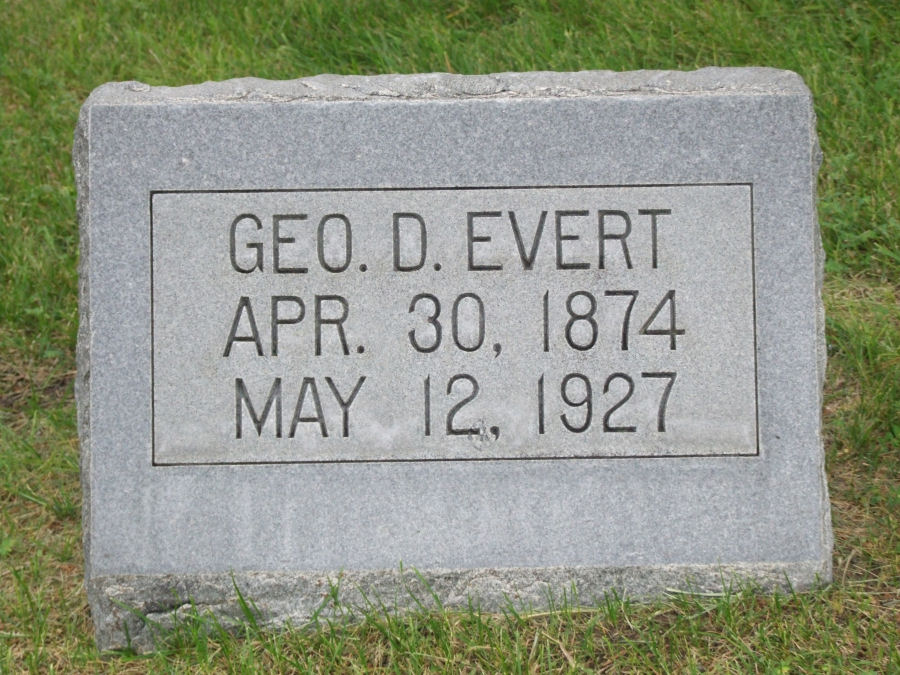 GEO. D. EVERT
APR. 30, 1874
MAY 12, 1927